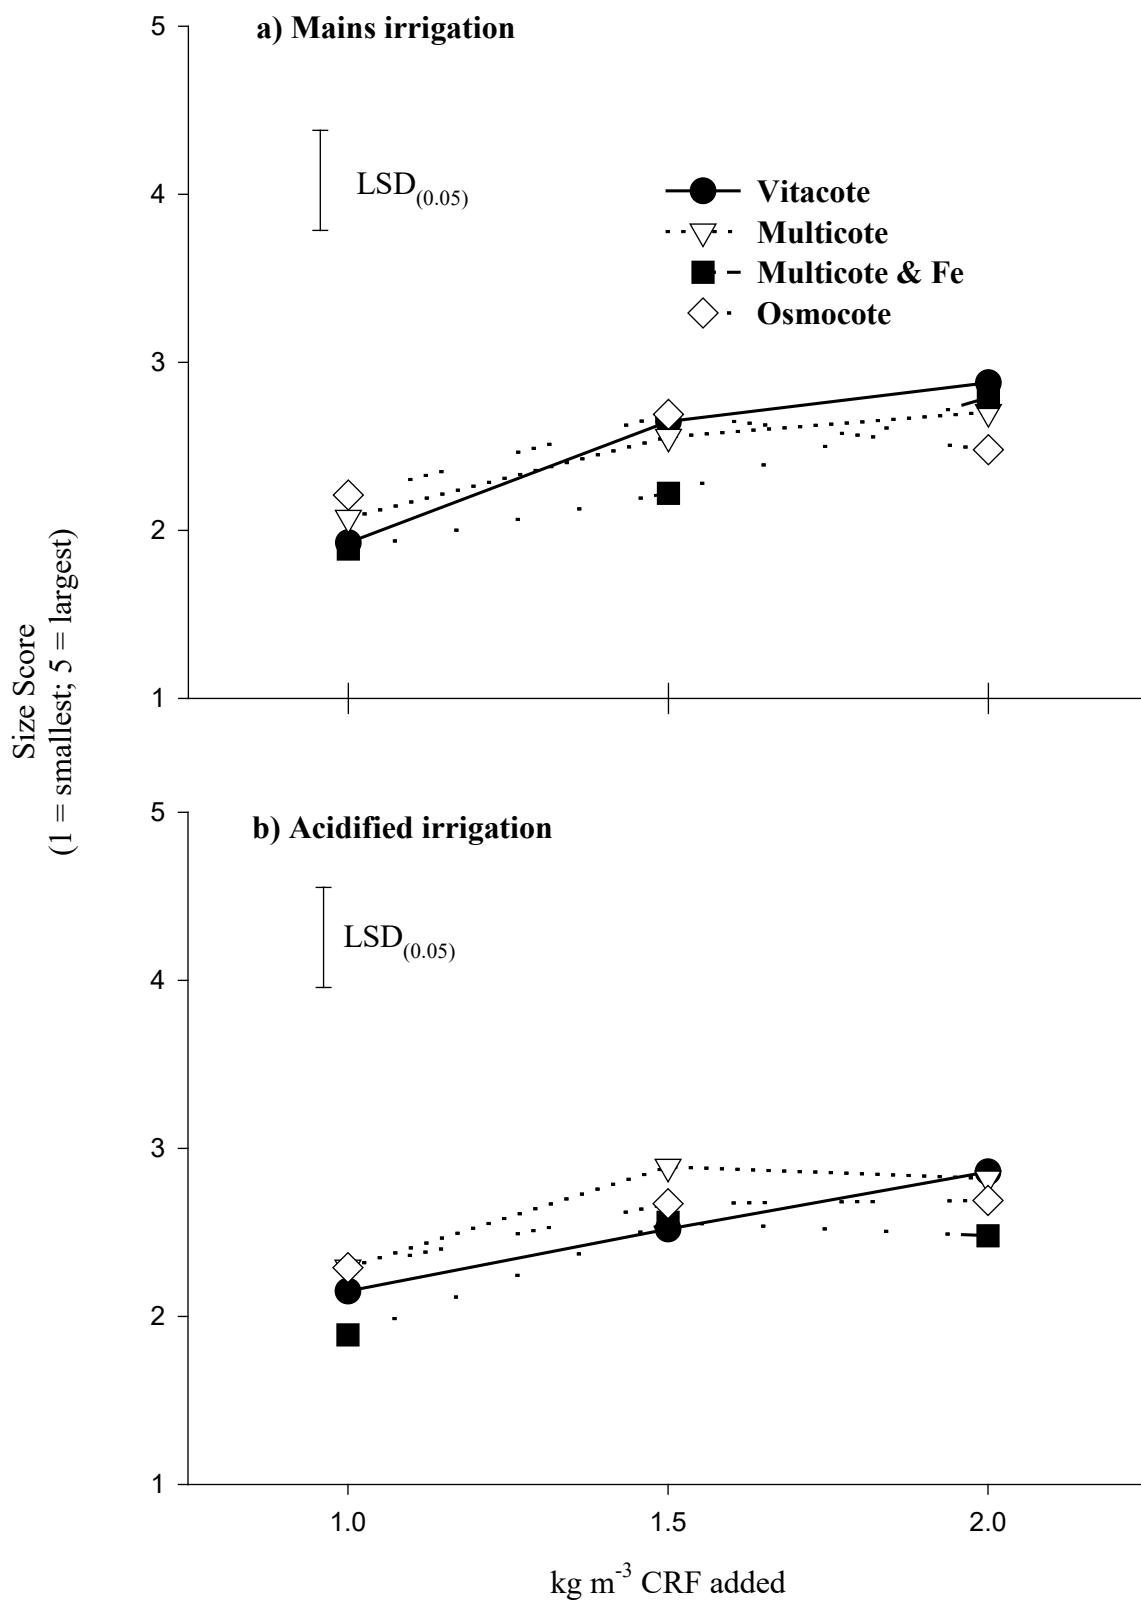 5
a) Mains irrigation
LSD(0.05)
4
Vitacote
Multicote
Multicote & Fe
Osmocote
3
2
1
Size Score
(1 = smallest; 5 = largest)
5
b) Acidified irrigation
LSD(0.05)
4
3
2
1
1.0 1.5 2.0
kg m-3 CRF added